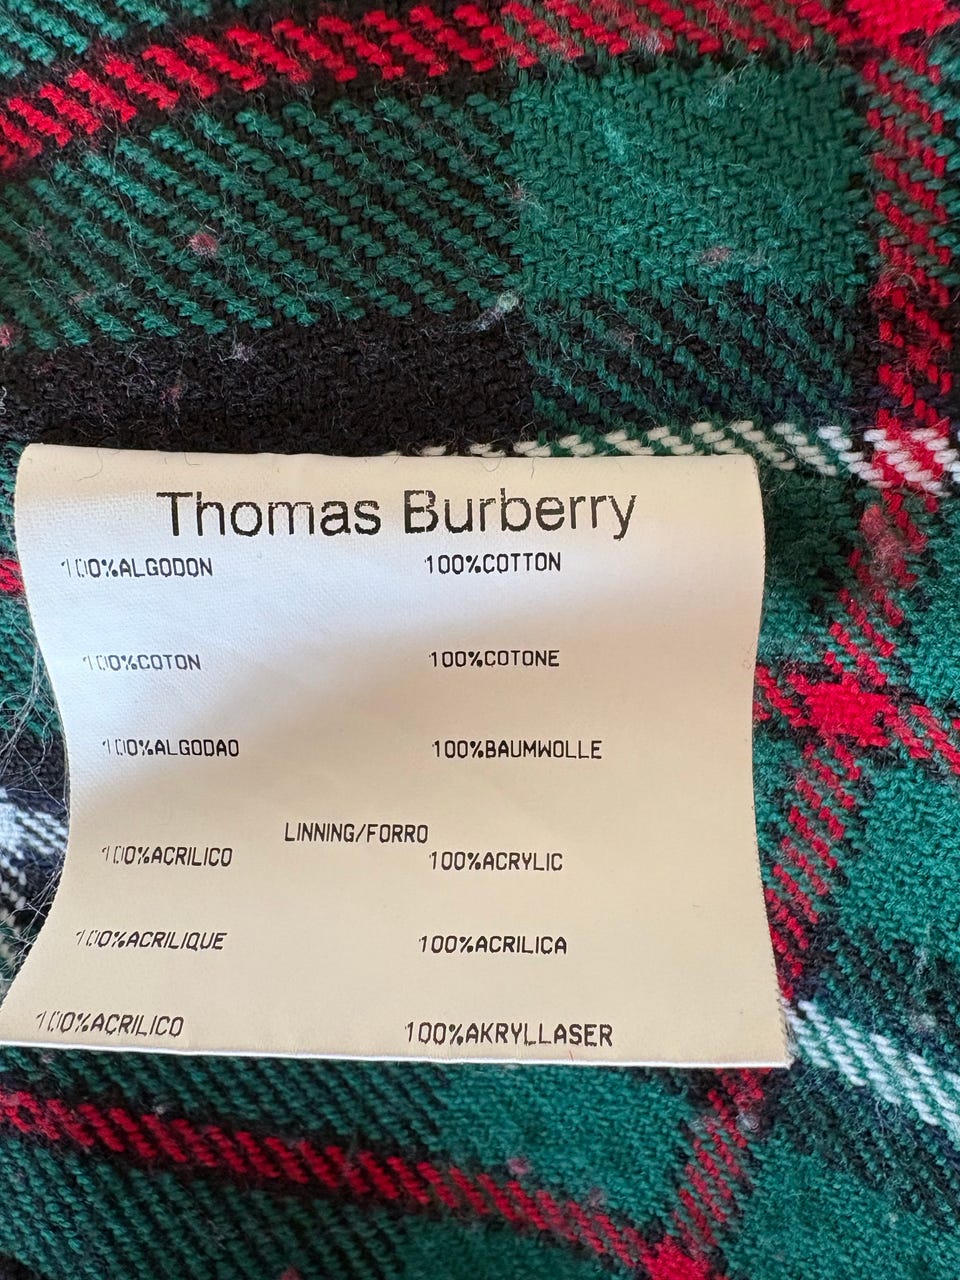 Thomas Burberry
100%ALGODON 100%COTTON
100%COTON 100%COTONE
100%ALGODAO 100%BAUMWOLLE
LINNING/FORRO
100%ACRILICO 100%ACRYLIC
100%ACRILIQUE 100%ACRILICA
100%ACRILICO 100%AKRYLLASER